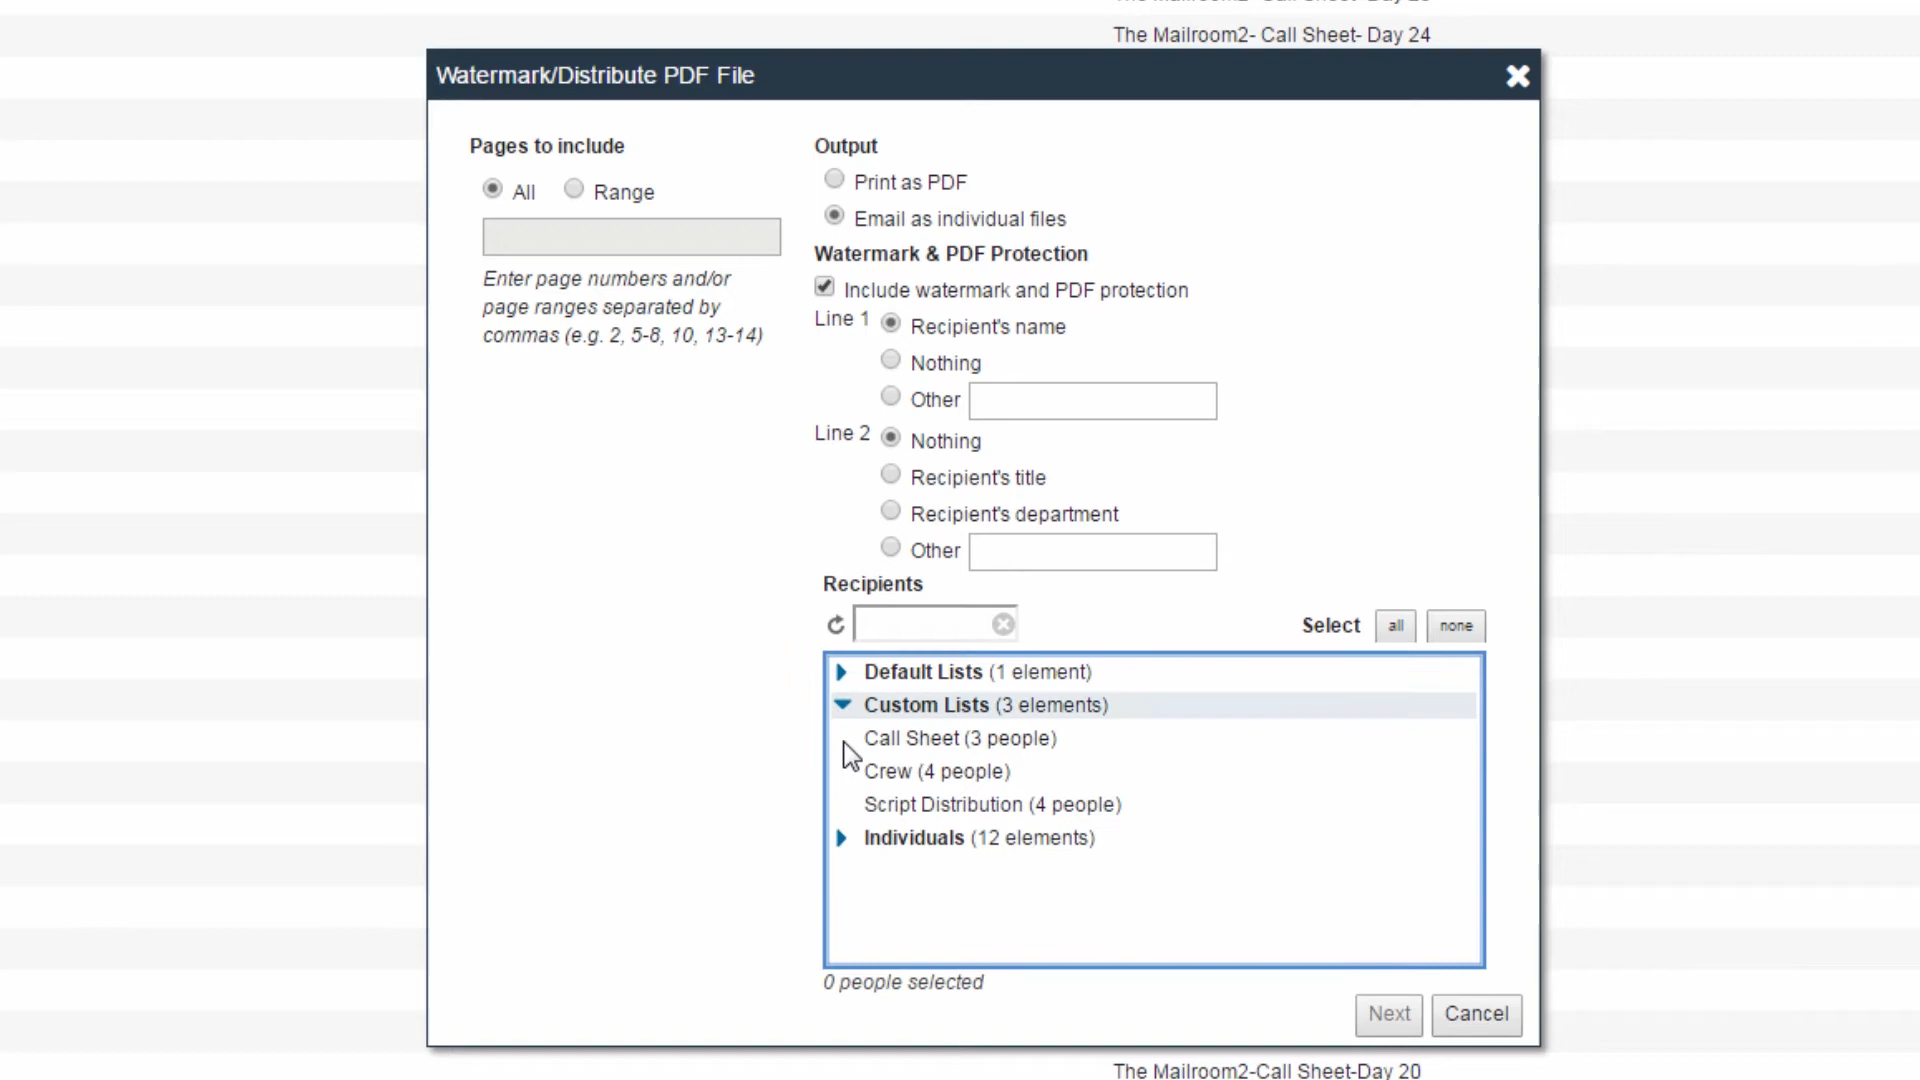 The Mailroom2- Call Sheet- Day 24
Watermark/Distribute PDF File
Pages to include
All Range
Enter page numbers and/or
page ranges separated by
commas (e.g. 2, 5-8, 10, 13-14)
Output
Print as PDF
Email as individual files
Watermark & PDF Protection
Include watermark and PDF protection
Line 1 Recipient's name
Nothing
Other
Line 2 Nothing
Recipient's title
Recipient's department
Other
Recipients
Select all none
Default Lists (1 element)
Custom Lists (3 elements)
Call Sheet (3 people)
Crew (4 people)
Script Distribution (4 people)
Individuals (12 elements)
0 people selected
Next Cancel
The Mailroom2-Call Sheet-Day 20